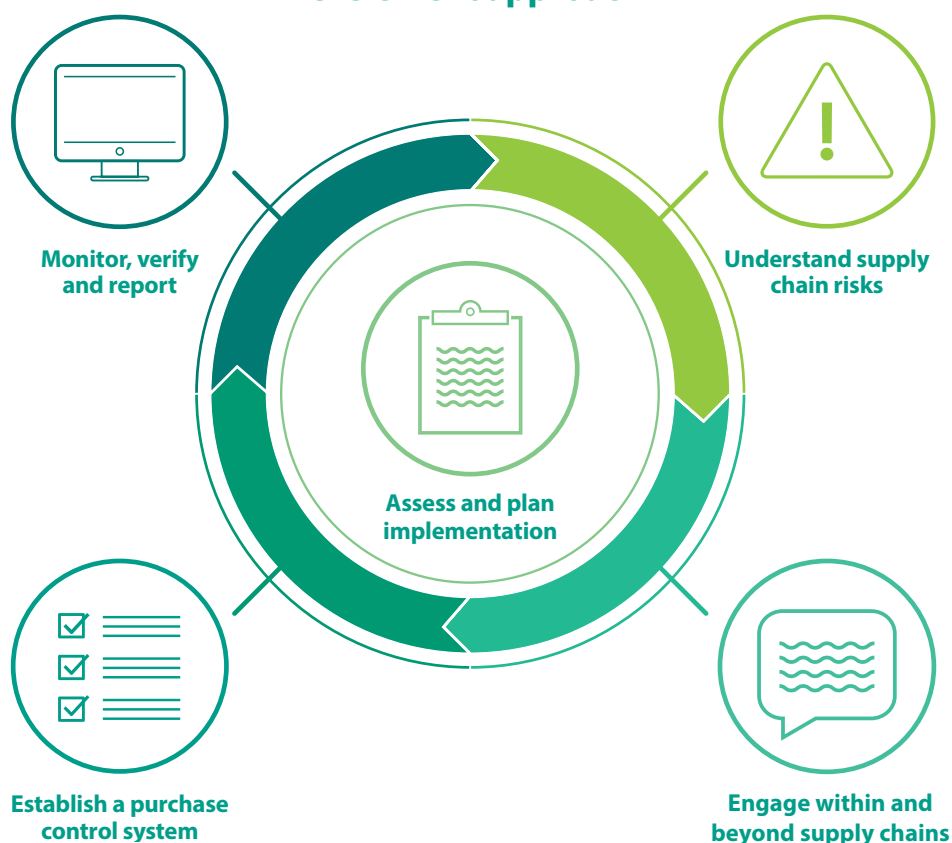 Monitor, verify
and report
Understand supply
chain risks
Assess and plan
implementation
Establish a purchase
control system
Engage within and
beyond supply chains